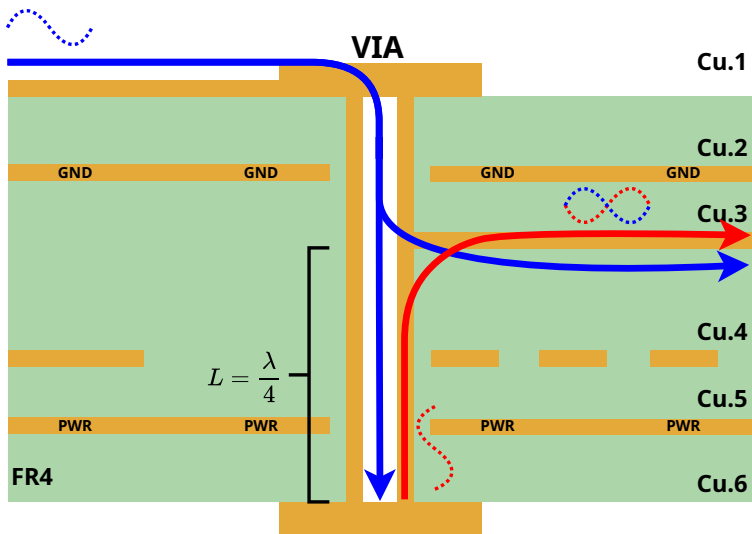 VIA
Cu.1
Cu.2
GND GND GND GND
Cu.3
Cu.4
L = λ/4
Cu.5
PWR PWR PWR PWR
FR4
Cu.6